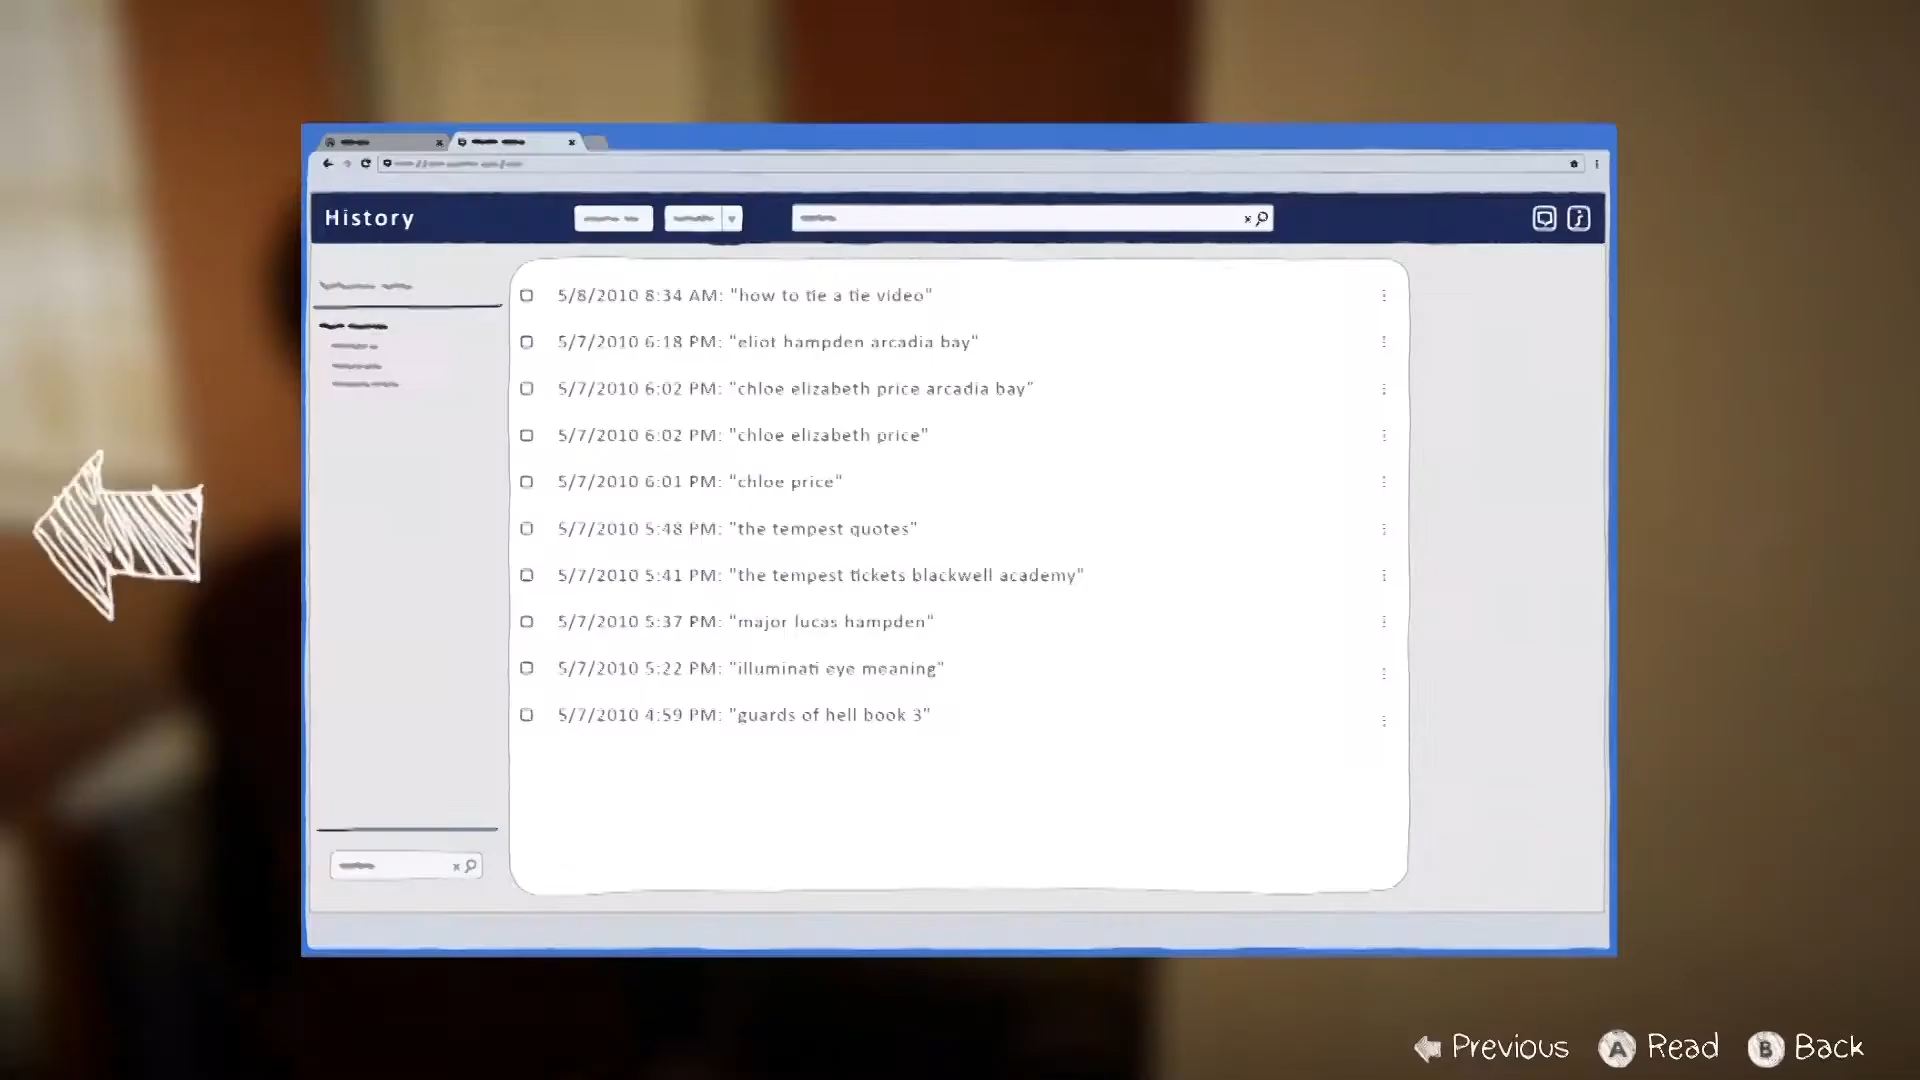 History
5/8/2010 8:34 AM: "how to tie a tie video"
5/7/2010 6:18 PM: "eliot hampden arcadia bay"
5/7/2010 6:02 PM: "chloe elizabeth price arcadia bay"
5/7/2010 6:02 PM: "chloe elizabeth price"
5/7/2010 6:01 PM: "chloe price"
5/7/2010 5:48 PM: "the tempest quotes"
5/7/2010 5:41 PM: "the tempest tickets blackwell academy"
5/7/2010 5:37 PM: "major lucas hampden"
5/7/2010 5:22 PM: "illuminati eye meaning"
5/7/2010 4:59 PM: "guards of hell book 3"
Previous A Read B Back